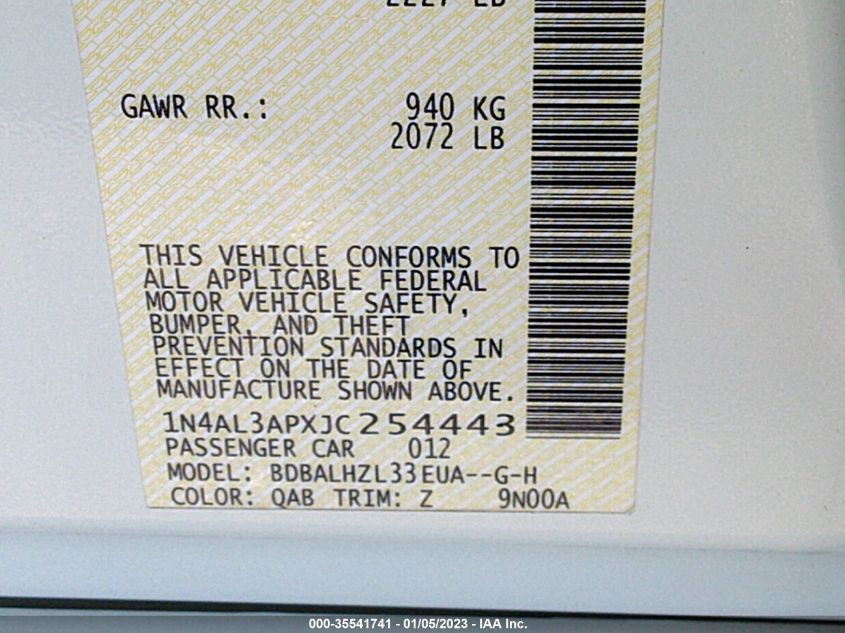 2227 LB
GAWR RR.: 940 KG
2072 LB
THIS VEHICLE CONFORMS TO
ALL APPLICABLE FEDERAL
MOTOR VEHICLE SAFETY,
BUMPER, AND THEFT
PREVENTION STANDARDS IN
EFFECT ON THE DATE OF
MANUFACTURE SHOWN ABOVE.
1N4AL3APXJC254443
PASSENGER CAR 012
MODEL: BDBALHZL33EUA--G-H
COLOR: QAB TRIM: Z 9N00A
000-35541741 - 01/05/2023 - IAA Inc.